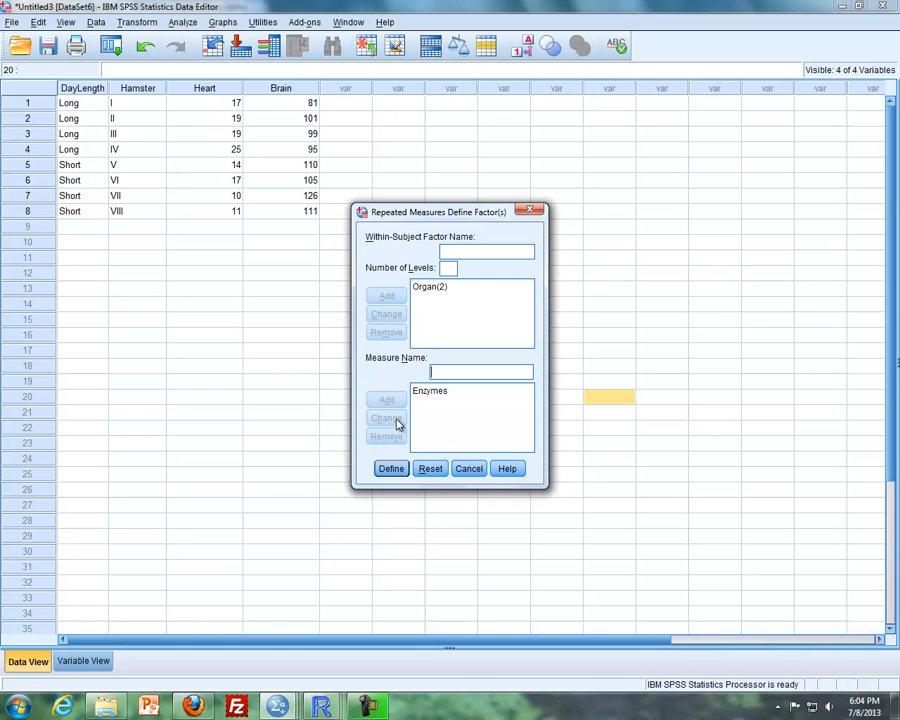 *Untitled3 [DataSet6] - IBM SPSS Statistics Data Editor
File Edit View Data Transform Analyze Graphs Utilities Add-ons Window Help
20 : Visible: 4 of 4 Variables
DayLength Hamster Heart Brain var var var var var var var var var var var
1 Long I 17 81
2 Long II 101 19
3 Long III 19 99
4 Long IV 25 95
5 Short V 14 110
6 Short VI 17 105
7 Short VII 10 126
8 Short VIII 11 111
9
10
11
12
13
14
15
16
17
18
19
20
21
22
23
24
25
26
27
28
29
30
31
32
33
34
35
Repeated Measures Define Factor(s)
Within-Subject Factor Name:
Number of Levels:
Organ(2)
Add
Change
Remove
Measure Name:
Enzymes
Add
Change
Remove
Define Reset Cancel Help
Data View Variable View
IBM SPSS Statistics Processor is ready
6:04 PM
7/8/2013